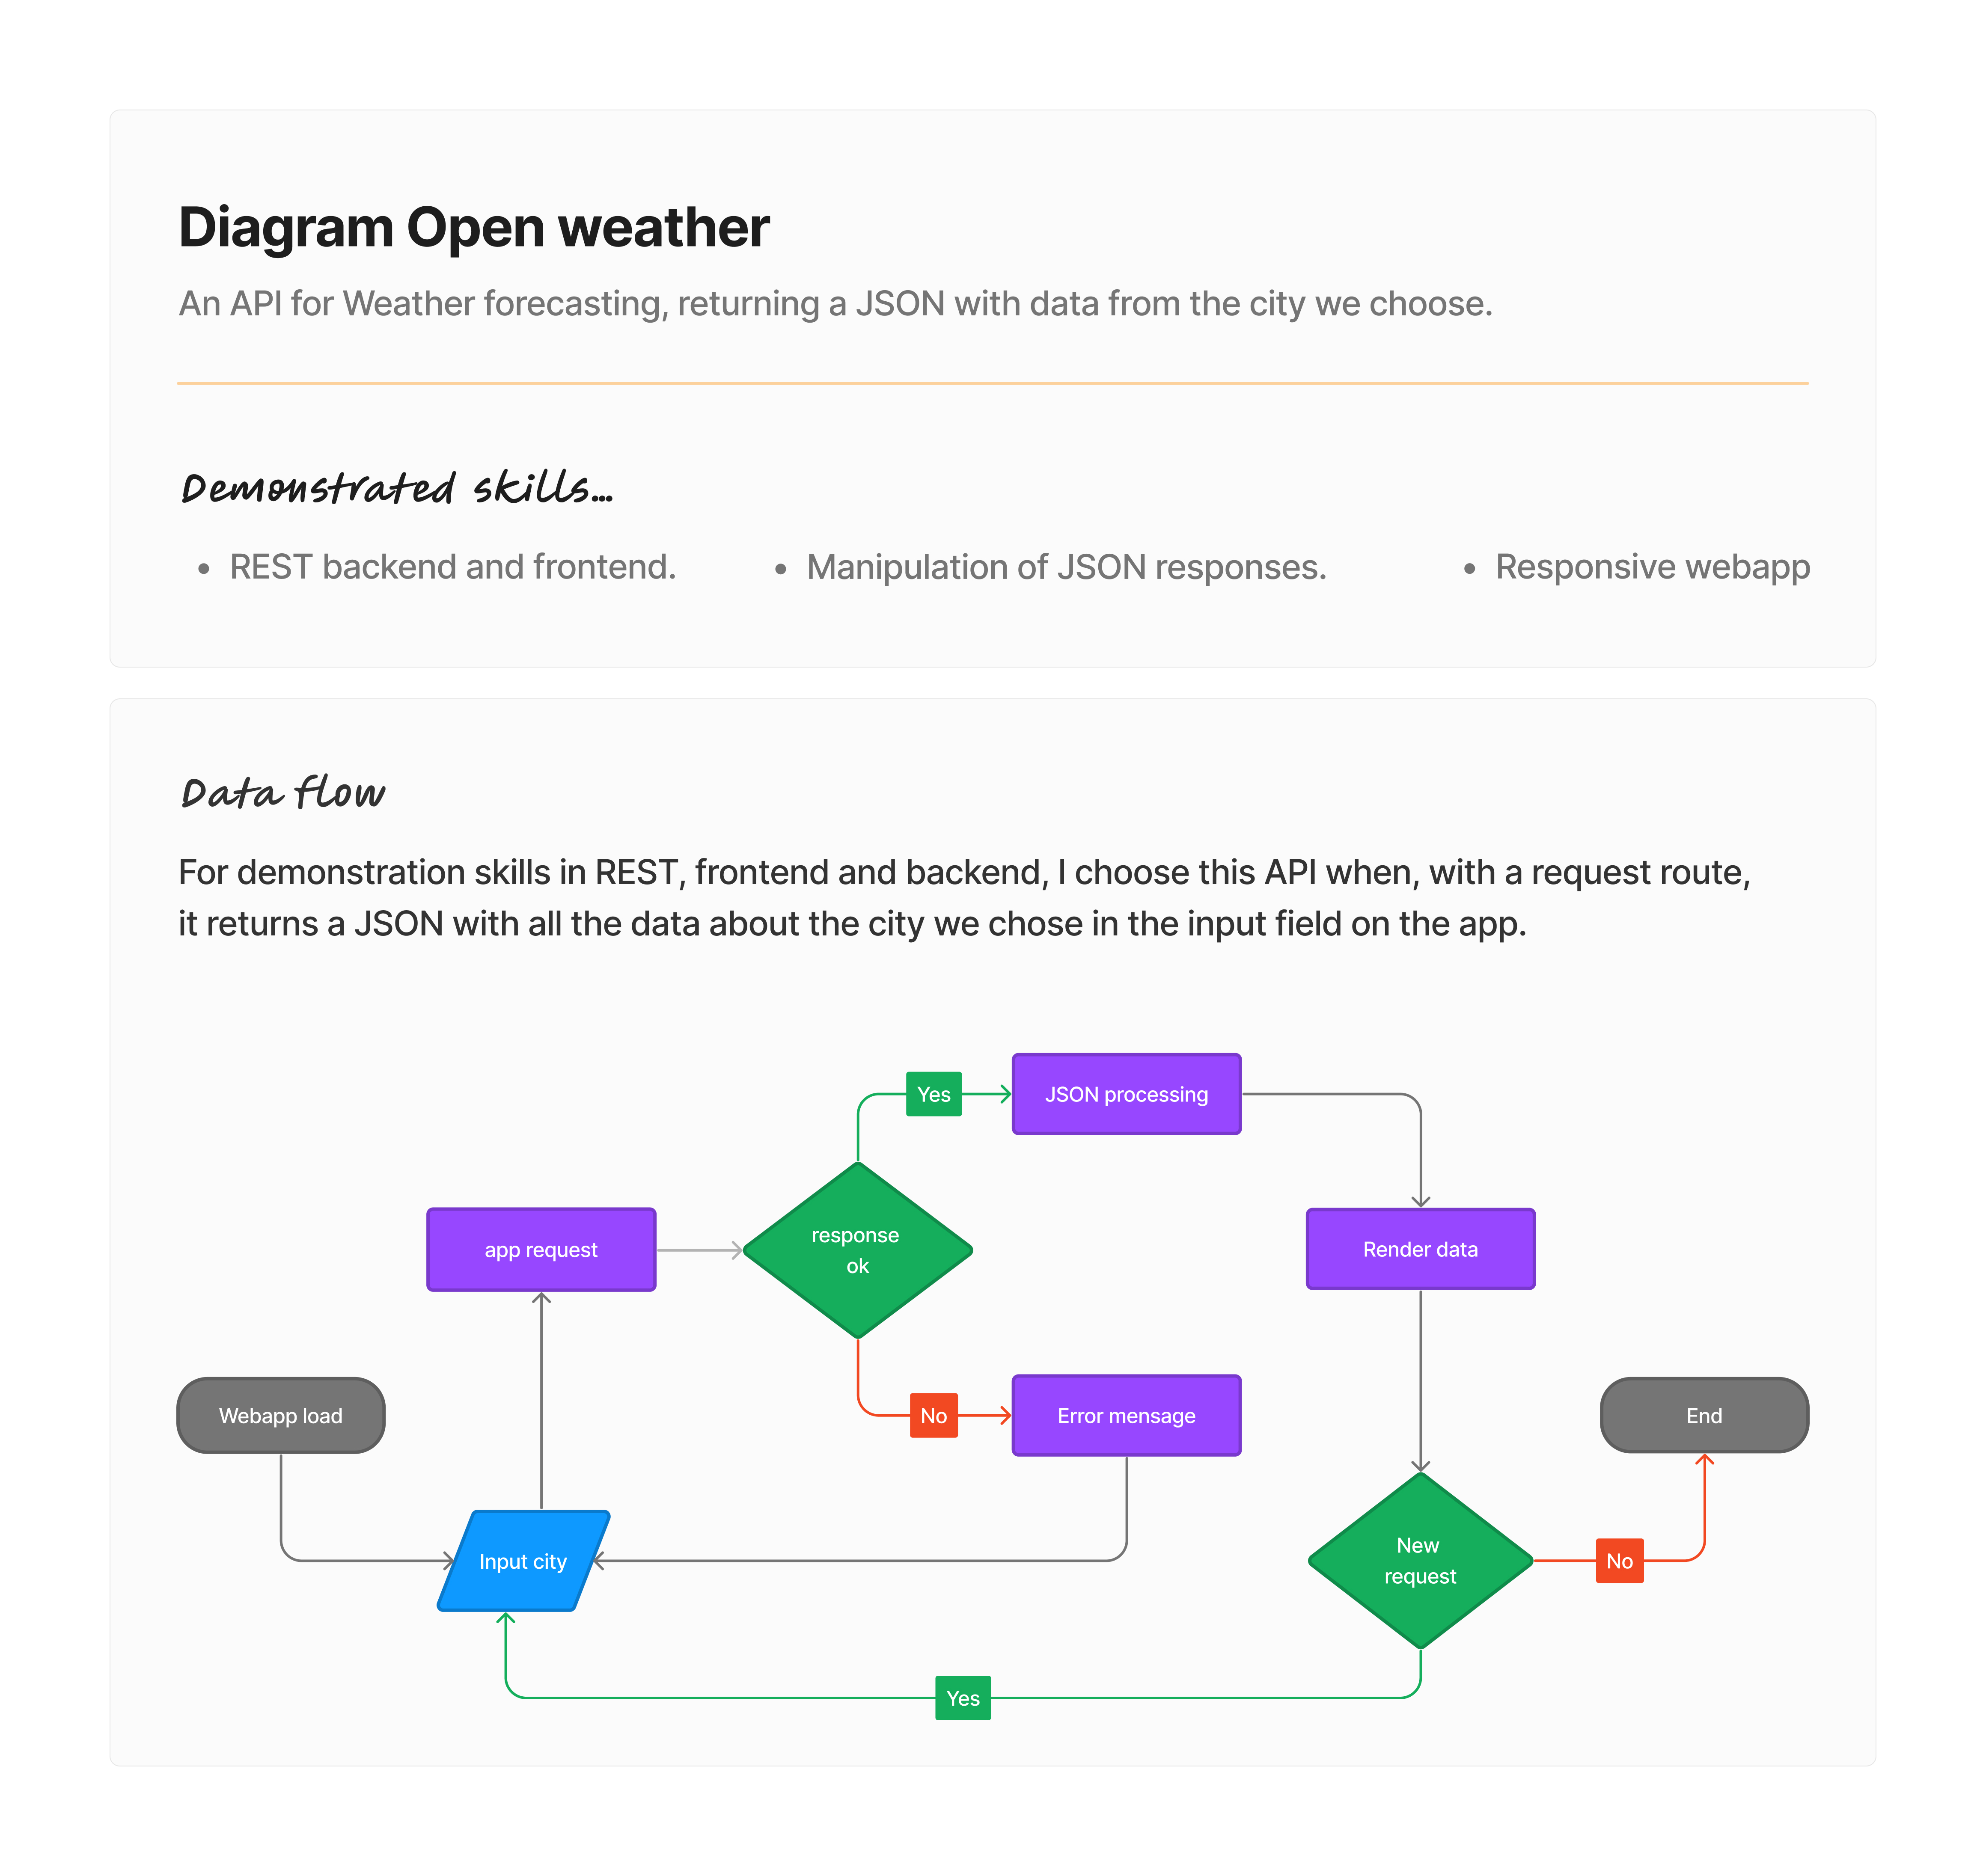 Diagram Open weather
An API for Weather forecasting, returning a JSON with data from the city we choose.
Demonstrated skills...
• REST backend and frontend.
• Manipulation of JSON responses.
• Responsive webapp
Data flow
For demonstration skills in REST, frontend and backend, I choose this API when, with a request route,
it returns a JSON with all the data about the city we chose in the input field on the app.
Yes
JSON processing
app request
response
ok
Render data
Webapp load
No
Error mensage
End
Input city
New
request
No
Yes